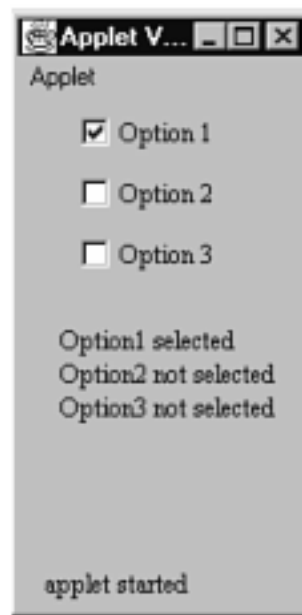 Applet V...
Applet
Option 1
Option 2
Option 3
Option1 selected
Option2 not selected
Option3 not selected
applet started